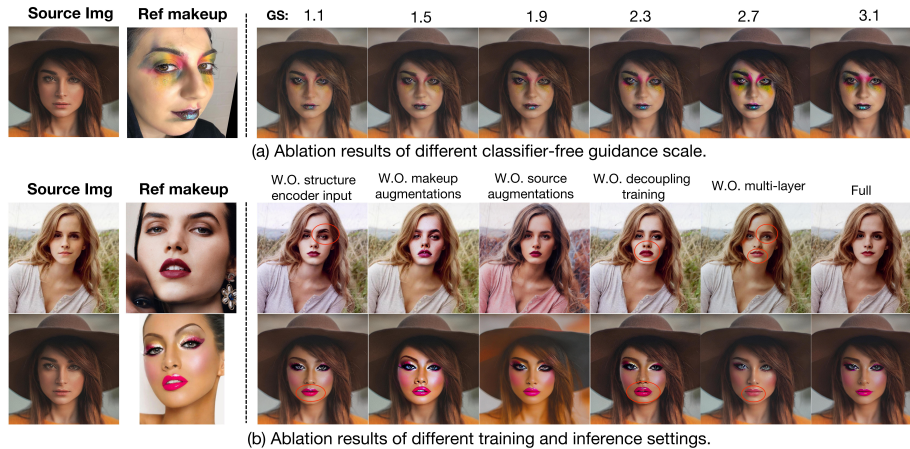 Source Img Ref makeup GS: 1.1 1.5 1.9 2.3 2.7 3.1
(a) Ablation results of different classifier-free guidance scale.
Source Img Ref makeup
W.O. structure encoder input
W.O. makeup augmentations
W.O. source augmentations
W.O. decoupling training
W.O. multi-layer
Full
(b) Ablation results of different training and inference settings.